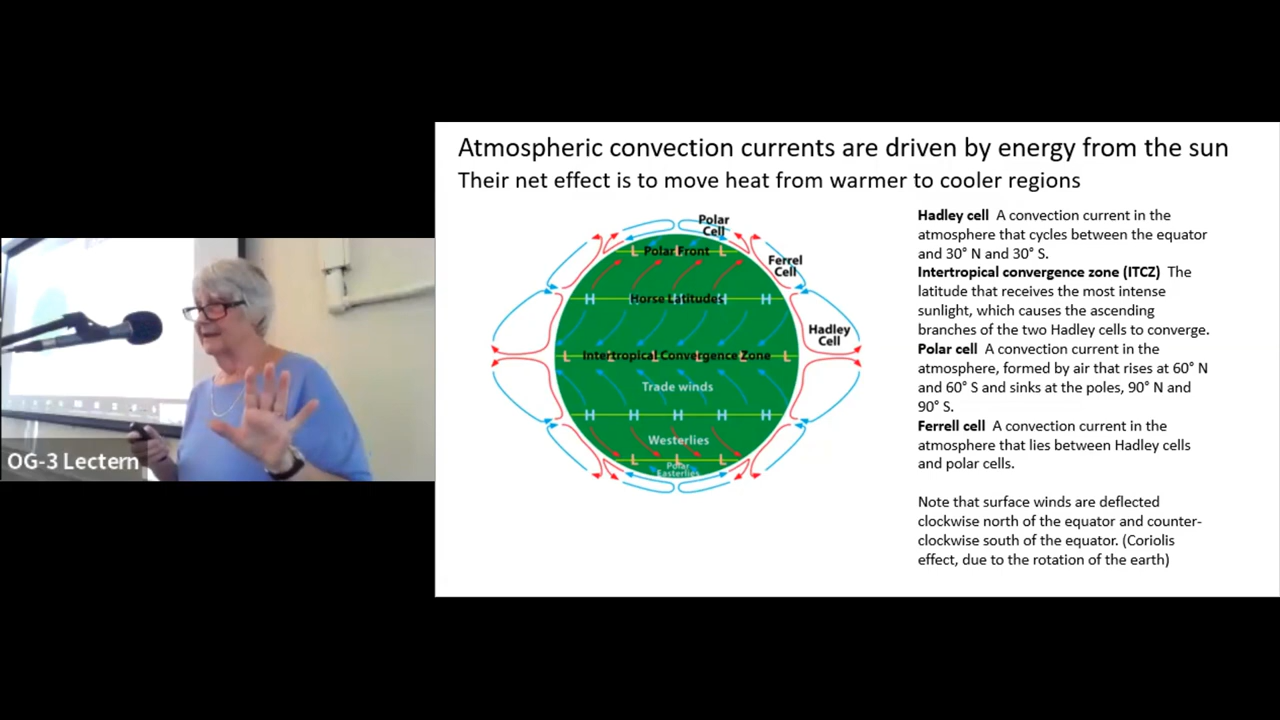 Atmospheric convection currents are driven by energy from the sun
Their net effect is to move heat from warmer to cooler regions
Polar
Cell
L Polar Front L
Ferrel
Cell
H Horse Latitudes H H
Hadley
Cell
L Intertropical Convergence Zone L
Trade winds
H H H H H
Westerlies
L L L
Polar
Easterlies
Hadley cell A convection current in the
atmosphere that cycles between the equator
and 30° N and 30° S.
Intertropical convergence zone (ITCZ) The
latitude that receives the most intense
sunlight, which causes the ascending
branches of the two Hadley cells to converge.
Polar cell A convection current in the
atmosphere, formed by air that rises at 60° N
and 60° S and sinks at the poles, 90° N and
90° S.
Ferrell cell A convection current in the
atmosphere that lies between Hadley cells
and polar cells.
Note that surface winds are deflected
clockwise north of the equator and counter-
clockwise south of the equator. (Coriolis
effect, due to the rotation of the earth)
OG-3 Lectern